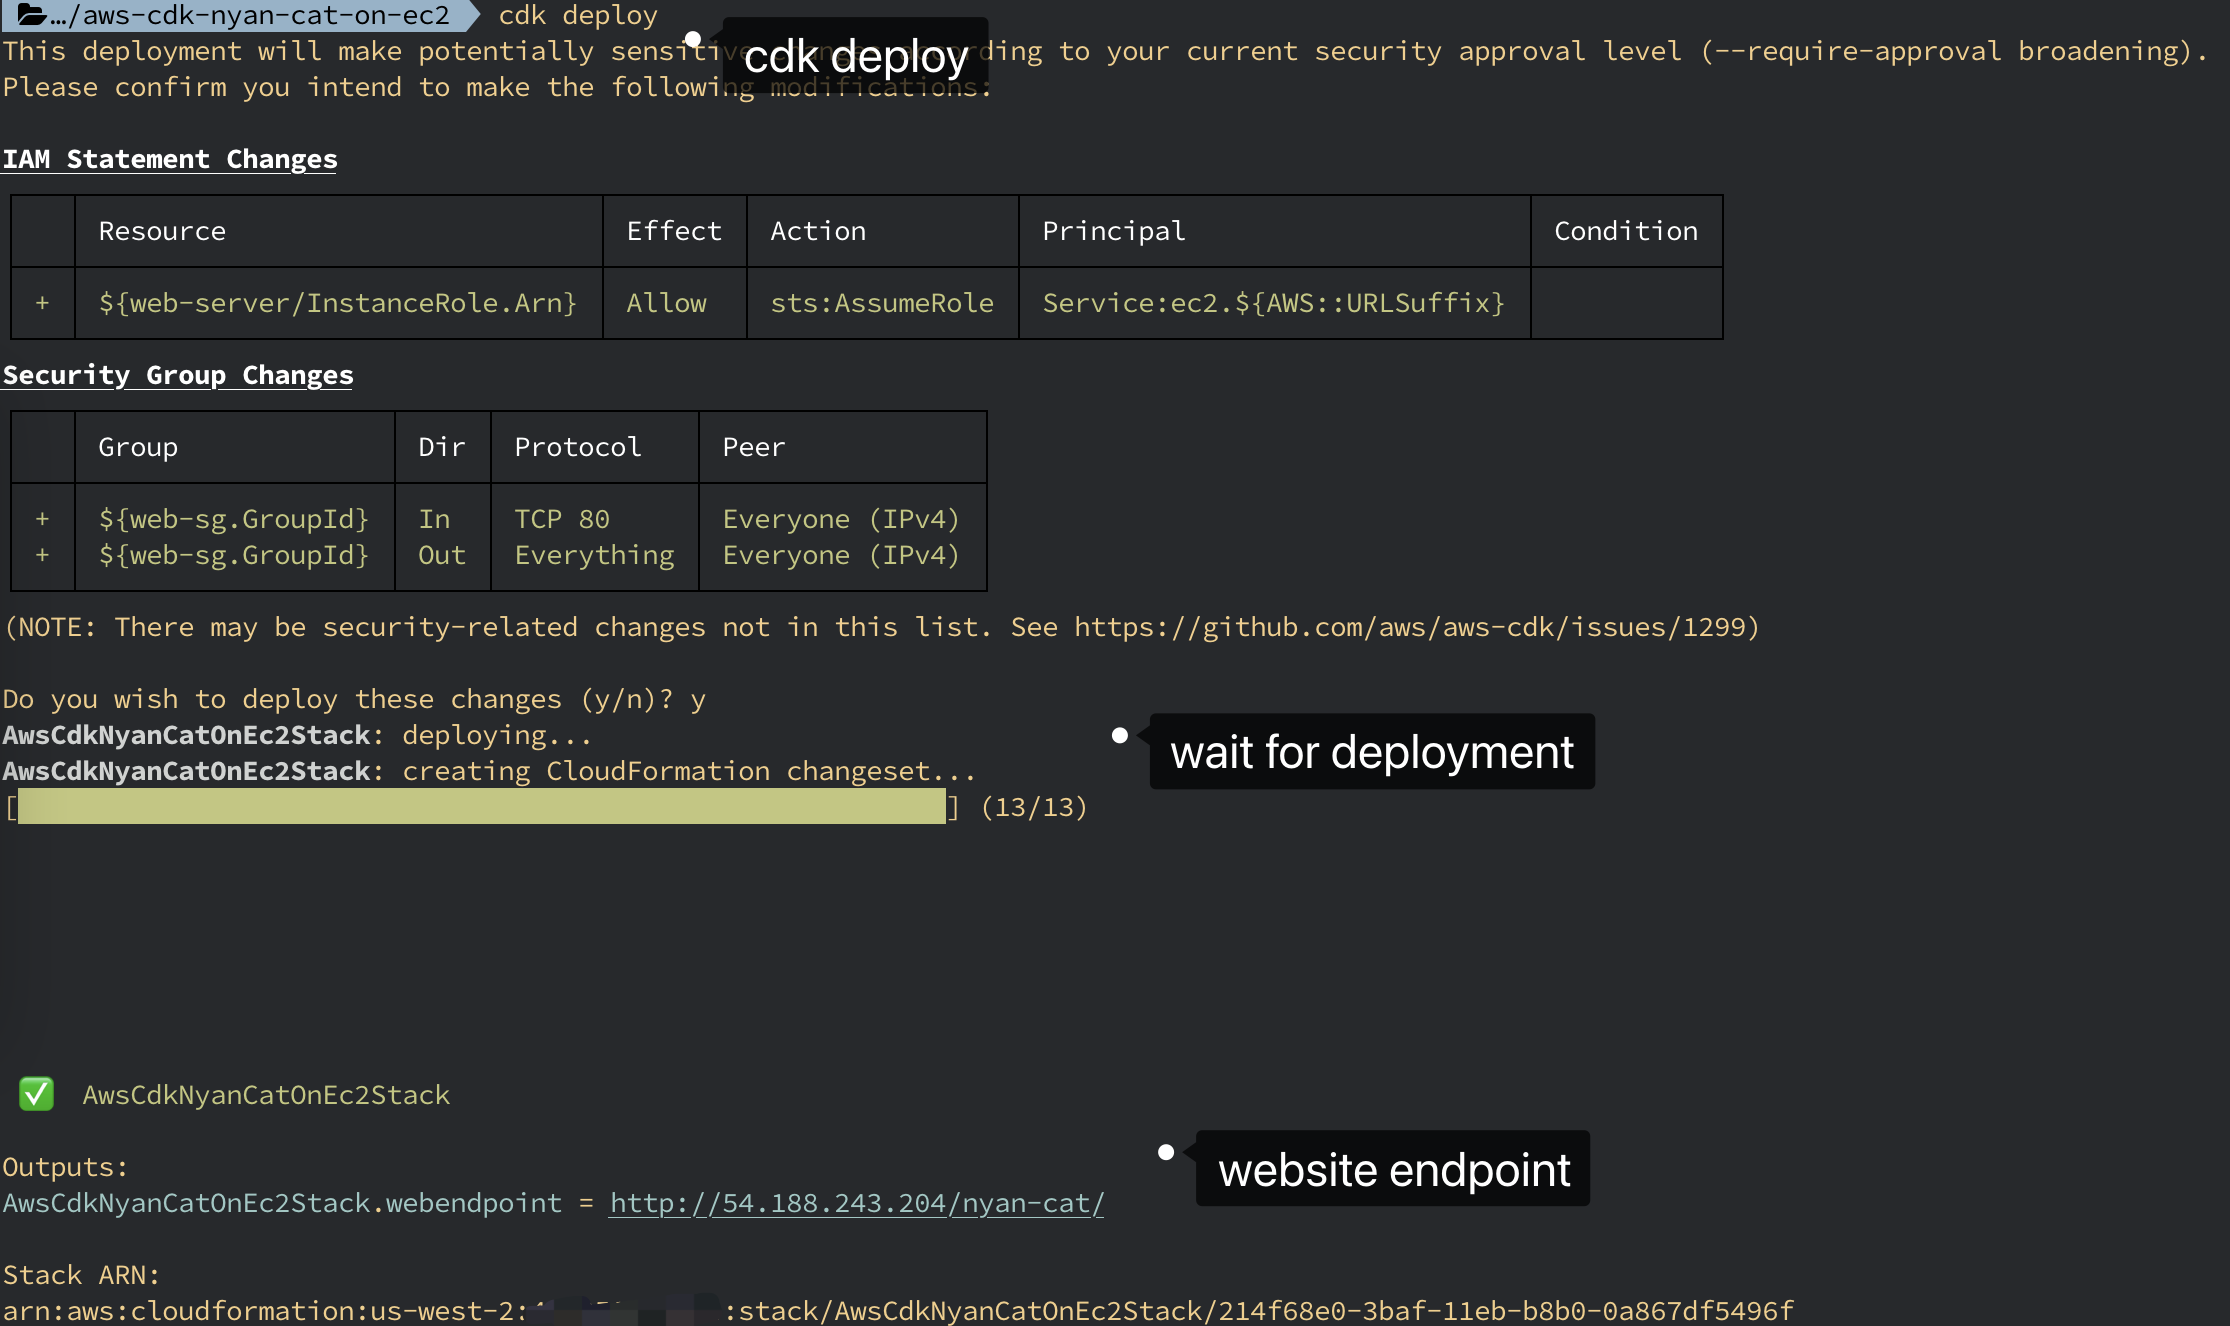 …/aws-cdk-nyan-cat-on-ec2 cdk deploy
cdk deploy
This deployment will make potentially sensitive changes according to your current security approval level (--require-approval broadening).
Please confirm you intend to make the following modifications:
IAM Statement Changes
Resource Effect Action Principal Condition
+ ${web-server/InstanceRole.Arn} Allow sts:AssumeRole Service:ec2.${AWS::URLSuffix}
Security Group Changes
Group Dir Protocol Peer
+ ${web-sg.GroupId} In TCP 80 Everyone (IPv4)
+ ${web-sg.GroupId} Out Everything Everyone (IPv4)
(NOTE: There may be security-related changes not in this list. See https://github.com/aws/aws-cdk/issues/1299)
Do you wish to deploy these changes (y/n)? y
AwsCdkNyanCatOnEc2Stack: deploying...
wait for deployment
AwsCdkNyanCatOnEc2Stack: creating CloudFormation changeset...
[ ] (13/13)
AwsCdkNyanCatOnEc2Stack
website endpoint
Outputs:
AwsCdkNyanCatOnEc2Stack.webendpoint = http://54.188.243.204/nyan-cat/
Stack ARN:
arn:aws:cloudformation:us-west-2: :stack/AwsCdkNyanCatOnEc2Stack/214f68e0-3baf-11eb-b8b0-0a867df5496f